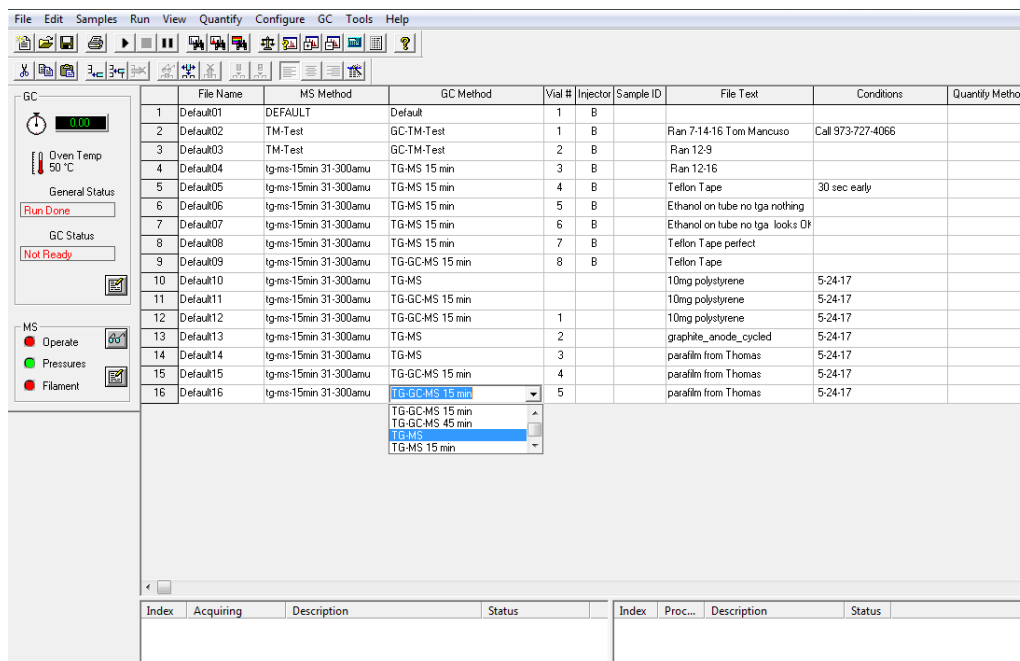 File Edit Samples Run View Quantify Configure GC Tools Help
GC
0.00
Oven Temp
50 °C
General Status
Run Done
GC Status
Not Ready
MS
Operate
Pressures
Filament
File Name MS Method GC Method Vial # Injector Sample ID File Text Conditions Quantify Metho
1 Default01 DEFAULT Default 1 B
2 Default02 TM-Test GC-TM-Test 1 B Ran 7-14-16 Tom Mancuso Call 973-727-4066
3 Default03 TM-Test GC-TM-Test 2 B Ran 12-9
4 Default04 tg-ms-15min 31-300amu TG-MS 15 min 3 B Ran 12-16
5 Default05 tg-ms-15min 31-300amu TG-MS 15 min 4 B Teflon Tape 30 sec early
6 Default06 tg-ms-15min 31-300amu TG-MS 15 min 5 B Ethanol on tube no tga nothing
7 Default07 tg-ms-15min 31-300amu TG-MS 15 min 6 B Ethanol on tube no tga looks OK
8 Default08 tg-ms-15min 31-300amu TG-MS 15 min 7 B Teflon Tape perfect
9 Default09 tg-ms-15min 31-300amu TG-GC-MS 15 min 8 B Teflon Tape
10 Default10 tg-ms-15min 31-300amu TG-MS 10mg polystyrene 5-24-17
11 Default11 tg-ms-15min 31-300amu TG-GC-MS 15 min 10mg polystyrene 5-24-17
12 Default12 tg-ms-15min 31-300amu TG-GC-MS 15 min 1 10mg polystyrene 5-24-17
13 Default13 tg-ms-15min 31-300amu TG-MS 2 graphite_anode_cycled 5-24-17
14 Default14 tg-ms-15min 31-300amu TG-MS 3 parafilm from Thomas 5-24-17
15 Default15 tg-ms-15min 31-300amu TG-GC-MS 15 min 4 parafilm from Thomas 5-24-17
16 Default16 tg-ms-15min 31-300amu TG-GC-MS 15 min 5 parafilm from Thomas 5-24-17
TG-GC-MS 15 min
TG-GC-MS 45 min
TG-MS
TG-MS 15 min
Index Acquiring Description Status Index Proc... Description Status